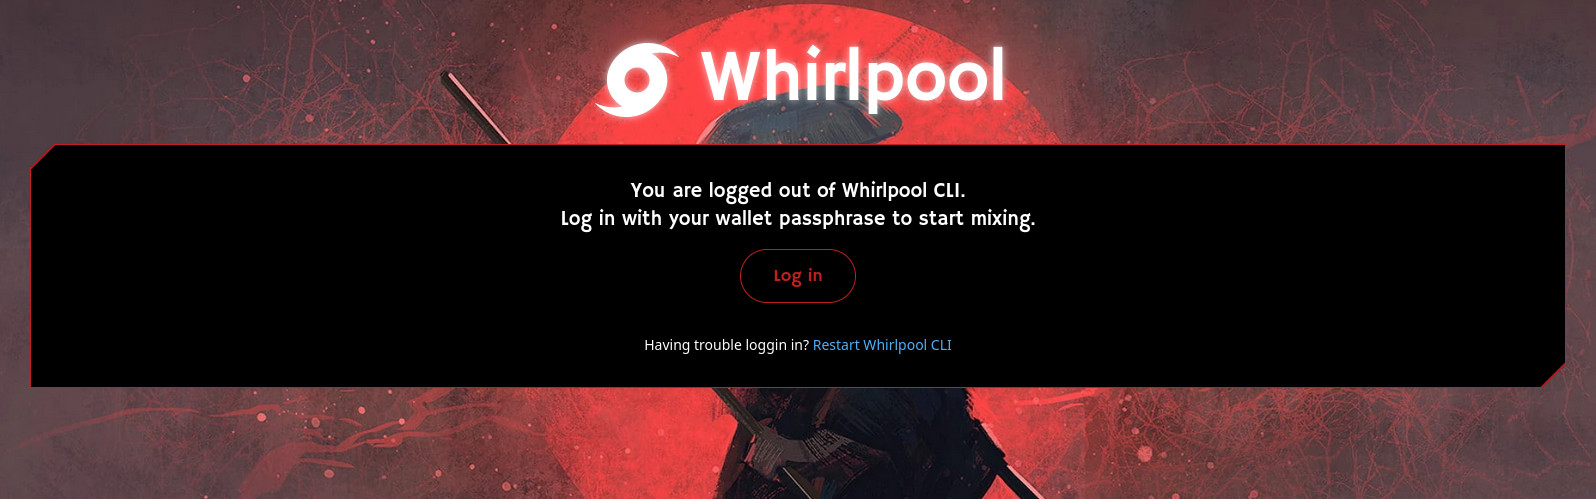 Whirlpool
You are logged out of Whirlpool CLI.
Log in with your wallet passphrase to start mixing.
Log in
Having trouble loggin in? Restart Whirlpool CLI